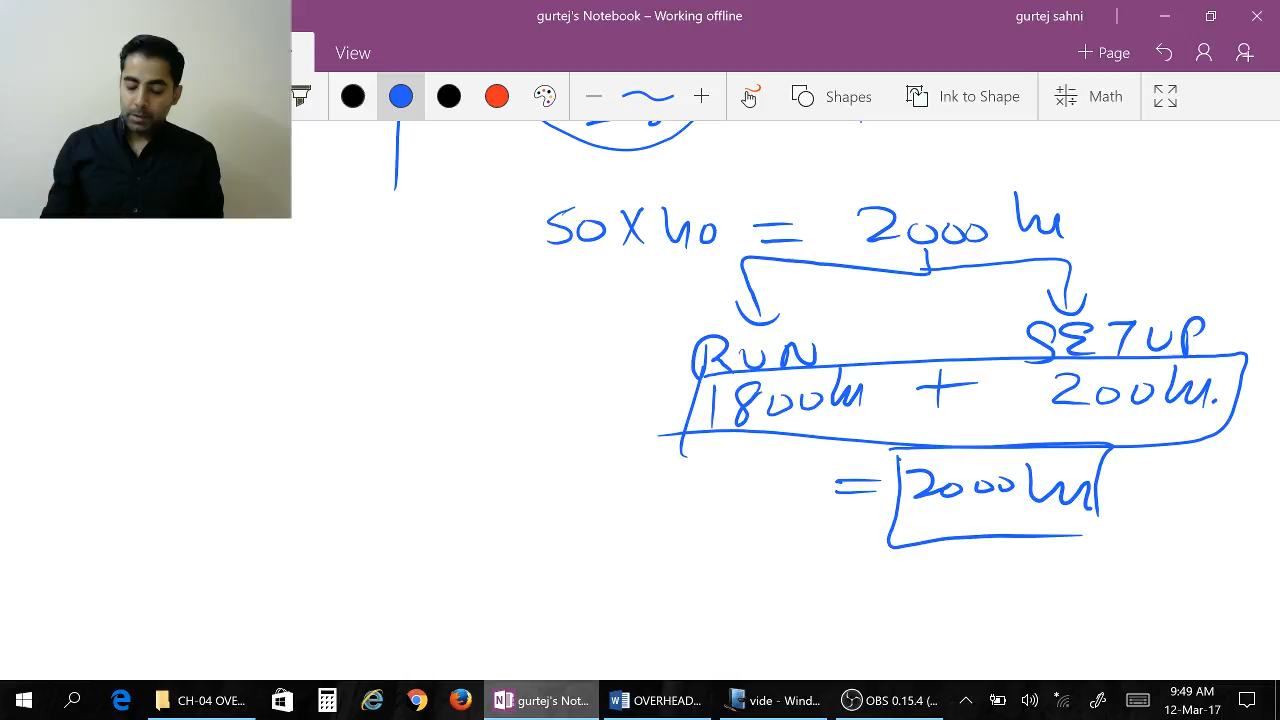 gurtej's Notebook – Working offline
gurtej sahni
View
Page
Shapes
Ink to Shape
Math
50 X 40 = 2000 hr
RUN
SETUP
1800 hr + 200 hr.
= 2000 hr
CH-04 OVE...
gurtej's Not...
OVERHEAD...
vide - Wind...
OBS 0.15.4 (...
9:49 AM
12-Mar-17